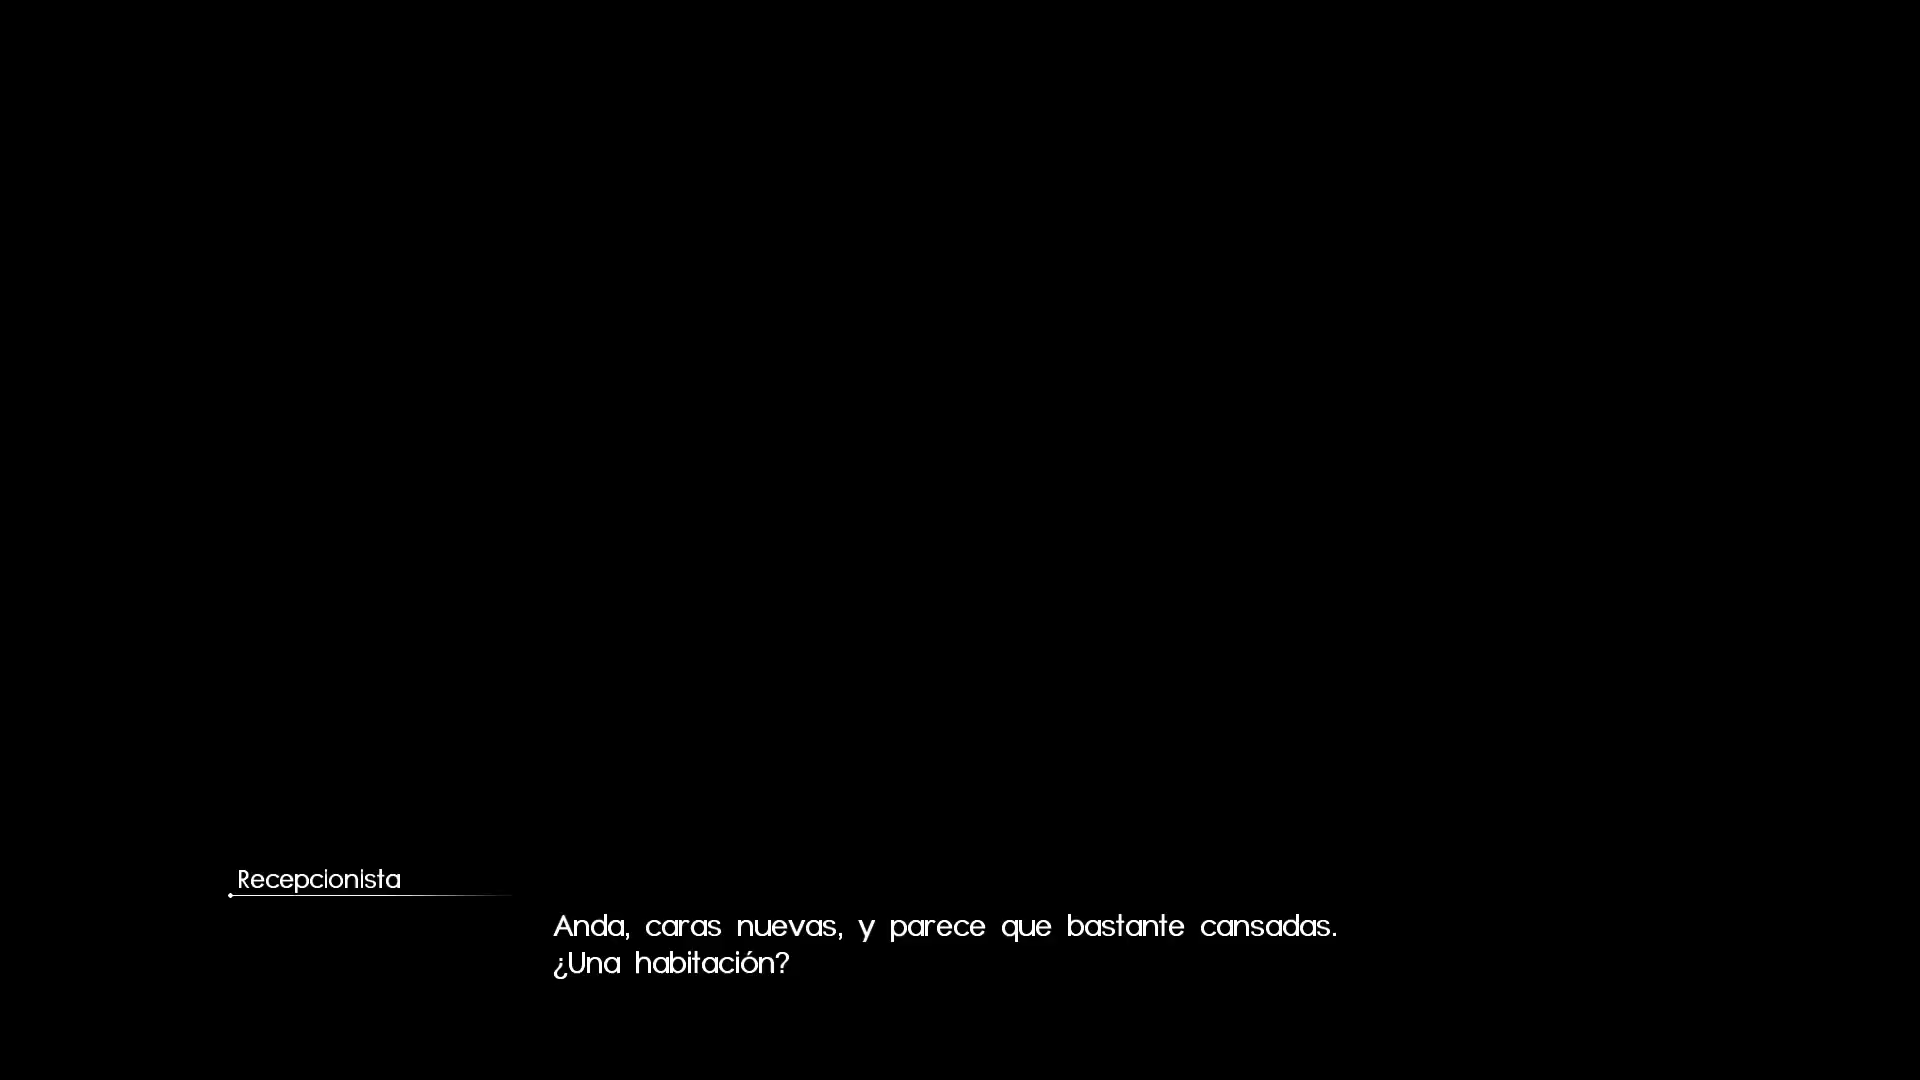 Recepcionista
Anda, caras nuevas, y parece que bastante cansadas.
¿Una habitación?